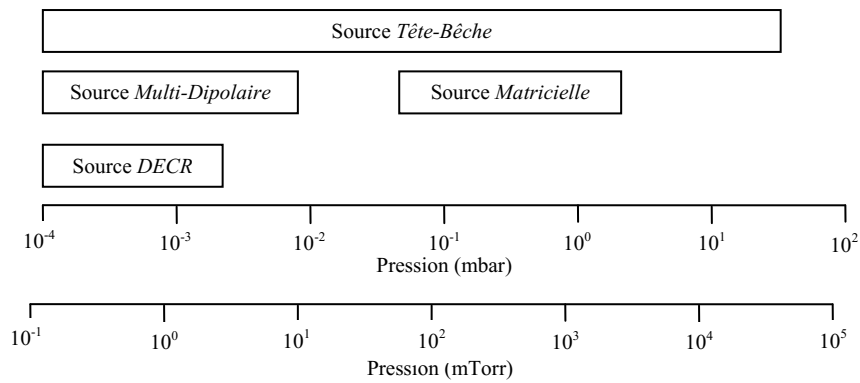 Source Tête-Bêche
Source Multi-Dipolaire Source Matricielle
Source DECR
10⁻⁴ 10⁻³ 10⁻² 10⁻¹ 10⁰ 10¹ 10²
Pression (mbar)
10⁻¹ 10⁰ 10¹ 10² 10³ 10⁴ 10⁵
Pression (mTorr)